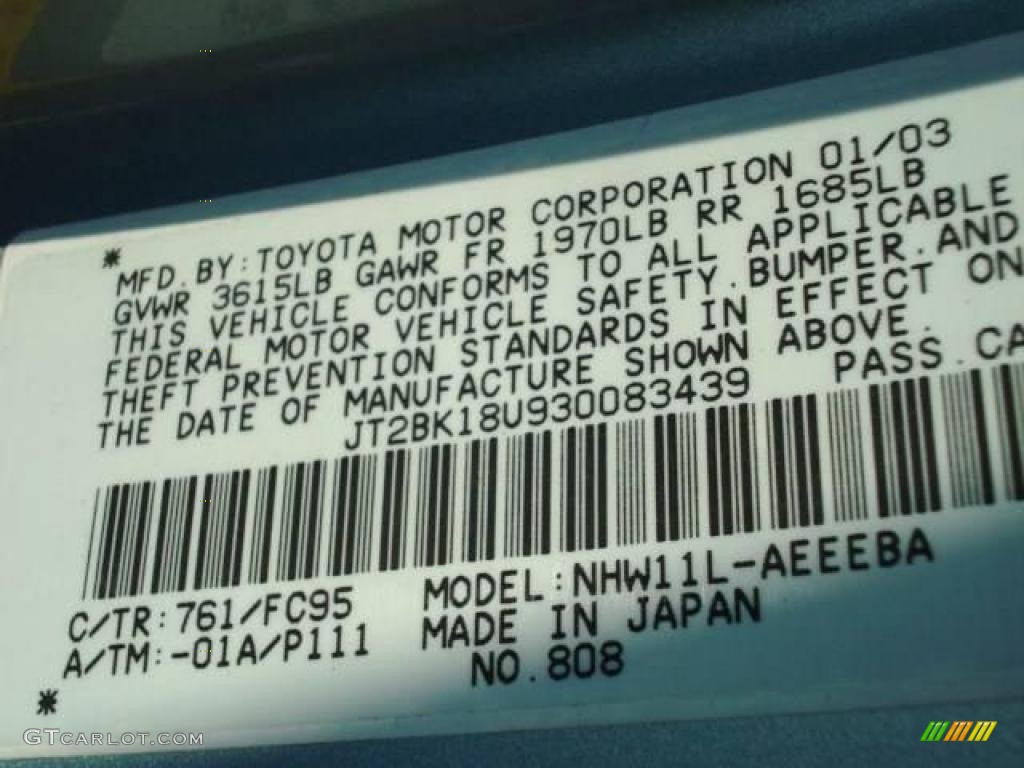 *
MFD.BY:TOYOTA MOTOR CORPORATION 01/03
GVWR 3615LB GAWR FR 1970LB RR 1685LB
THIS VEHICLE CONFORMS TO ALL APPLICABLE
FEDERAL MOTOR VEHICLE SAFETY.BUMPER.AND
THEFT PREVENTION STANDARDS IN EFFECT ON
THE DATE OF MANUFACTURE SHOWN ABOVE.
JT2BK18U930083439 PASS.CA
C/TR:761/FC95 MODEL:NHW11L-AEEEBA
A/TM:-01A/P111 MADE IN JAPAN
NO.808
*
GTCARLOT.COM